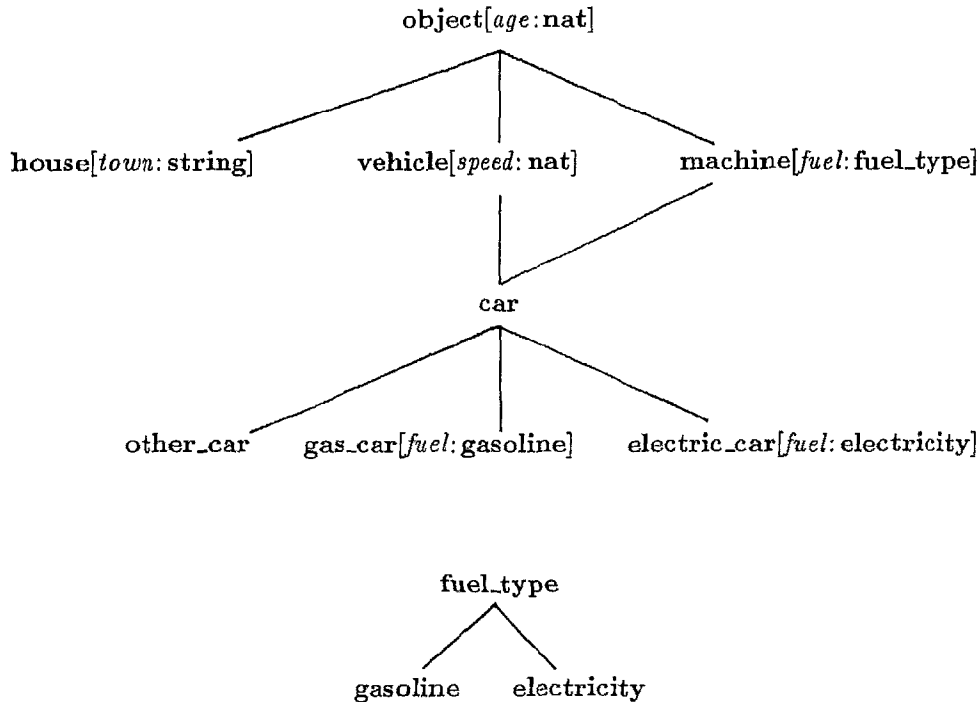 object[age:nat]
house[town: string] vehicle[speed: nat] machine[fuel: fuel_type]
car
other_car gas_car[fuel: gasoline] electric_car[fuel: electricity]
fuel_type
gasoline electricity